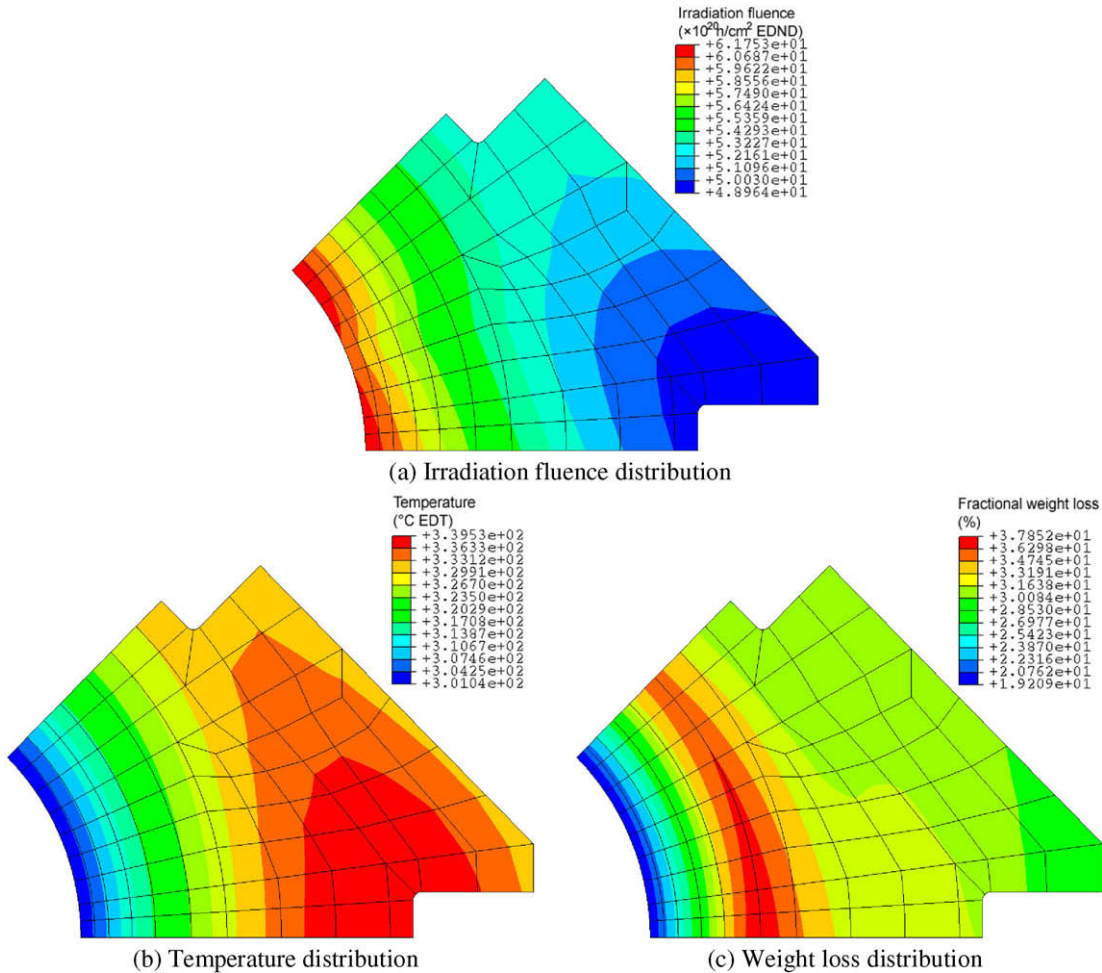 Irradiation fluence
(×10²⁰n/cm² EDND)
+6.1753e+01
+6.0687e+01
+5.9622e+01
+5.8556e+01
+5.7490e+01
+5.6424e+01
+5.5359e+01
+5.4293e+01
+5.3227e+01
+5.2161e+01
+5.1096e+01
+5.0030e+01
+4.8964e+01
(a) Irradiation fluence distribution
Temperature
(°C EDT)
+3.3953e+02
+3.3633e+02
+3.3312e+02
+3.2991e+02
+3.2670e+02
+3.2350e+02
+3.2029e+02
+3.1708e+02
+3.1387e+02
+3.1067e+02
+3.0746e+02
+3.0425e+02
+3.0104e+02
(b) Temperature distribution
Fractional weight loss
(%)
+3.7852e+01
+3.6298e+01
+3.4745e+01
+3.3191e+01
+3.1638e+01
+3.0084e+01
+2.8530e+01
+2.6977e+01
+2.5423e+01
+2.3870e+01
+2.2316e+01
+2.0762e+01
+1.9209e+01
(c) Weight loss distribution